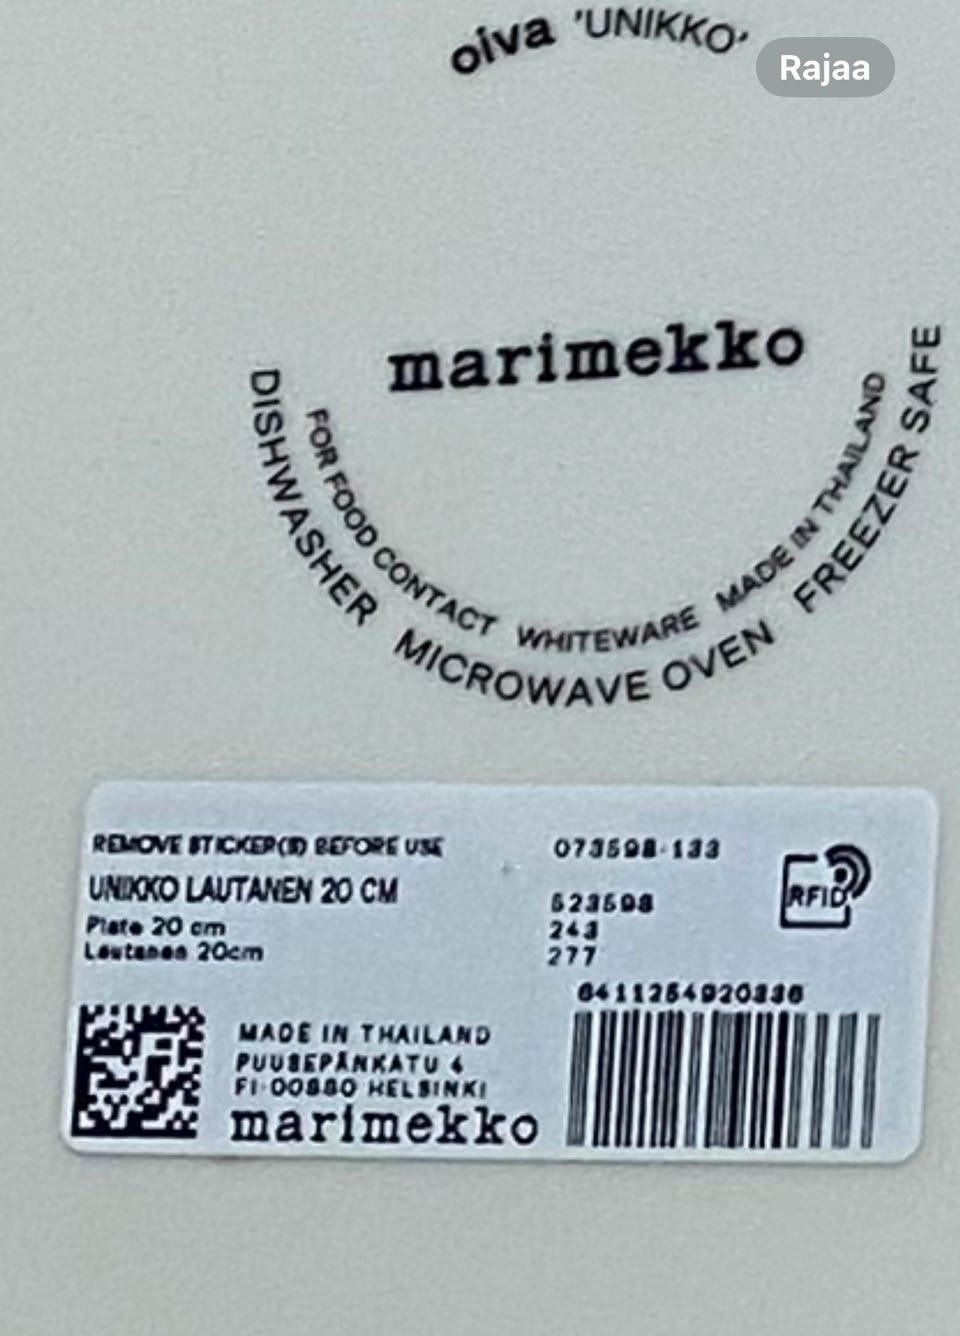 oiva 'UNIKKO'
Rajaa
marimekko
FOR FOOD CONTACT WHITEWARE MADE IN THAILAND
DISHWASHER MICROWAVE OVEN FREEZER SAFE
REMOVE STICKER(S) BEFORE USE
UNIKKO LAUTANEN 20 CM
Plate 20 cm
Lautanen 20cm
073598-133
523598
243
277
RFID
MADE IN THAILAND
PUUSEPÄNKATU 4
FI-00880 HELSINKI
marimekko